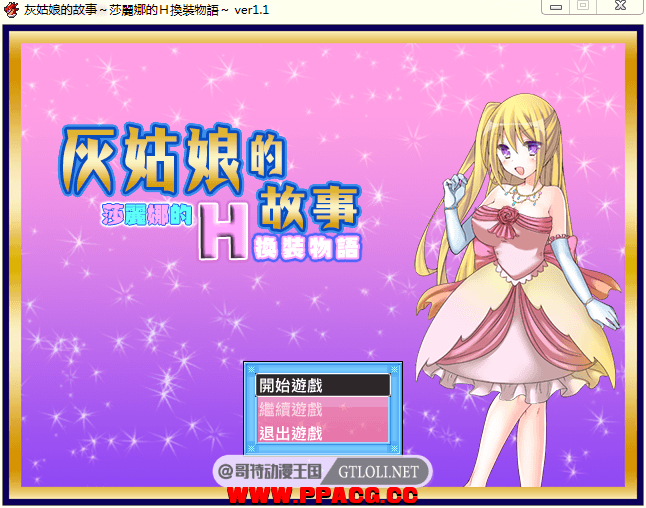 灰姑娘的故事～莎麗娜的Ｈ換裝物語～ ver1.1
灰姑娘的
故事
莎麗娜的H換裝物語
開始遊戲
繼續遊戲
退出遊戲
@哥特动漫王国 GTLOLI.NET
WWW.PPACG.CC